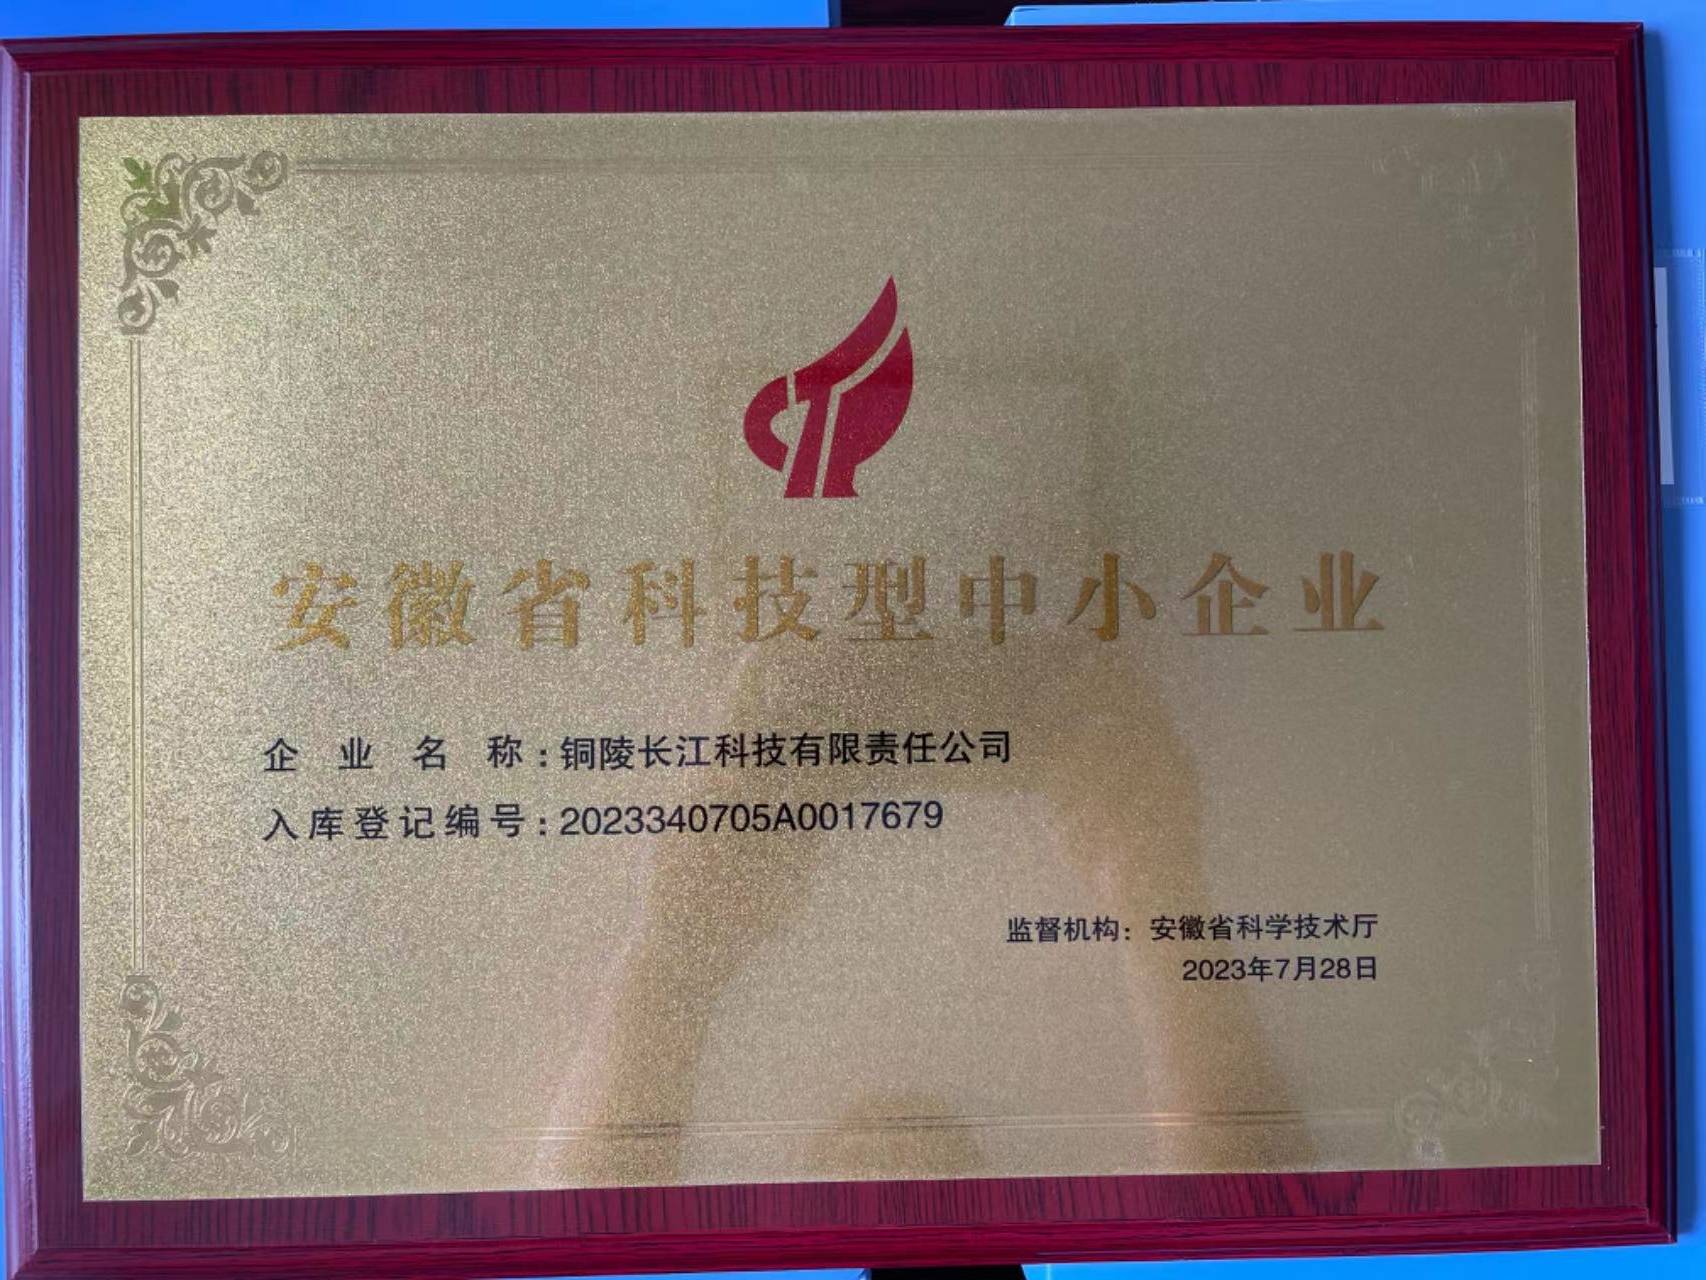 安徽省科技型中小企业
企业名称：铜陵长江科技有限责任公司
入库登记编号：2023340705A0017679
监督机构：安徽省科学技术厅
2023年7月28日